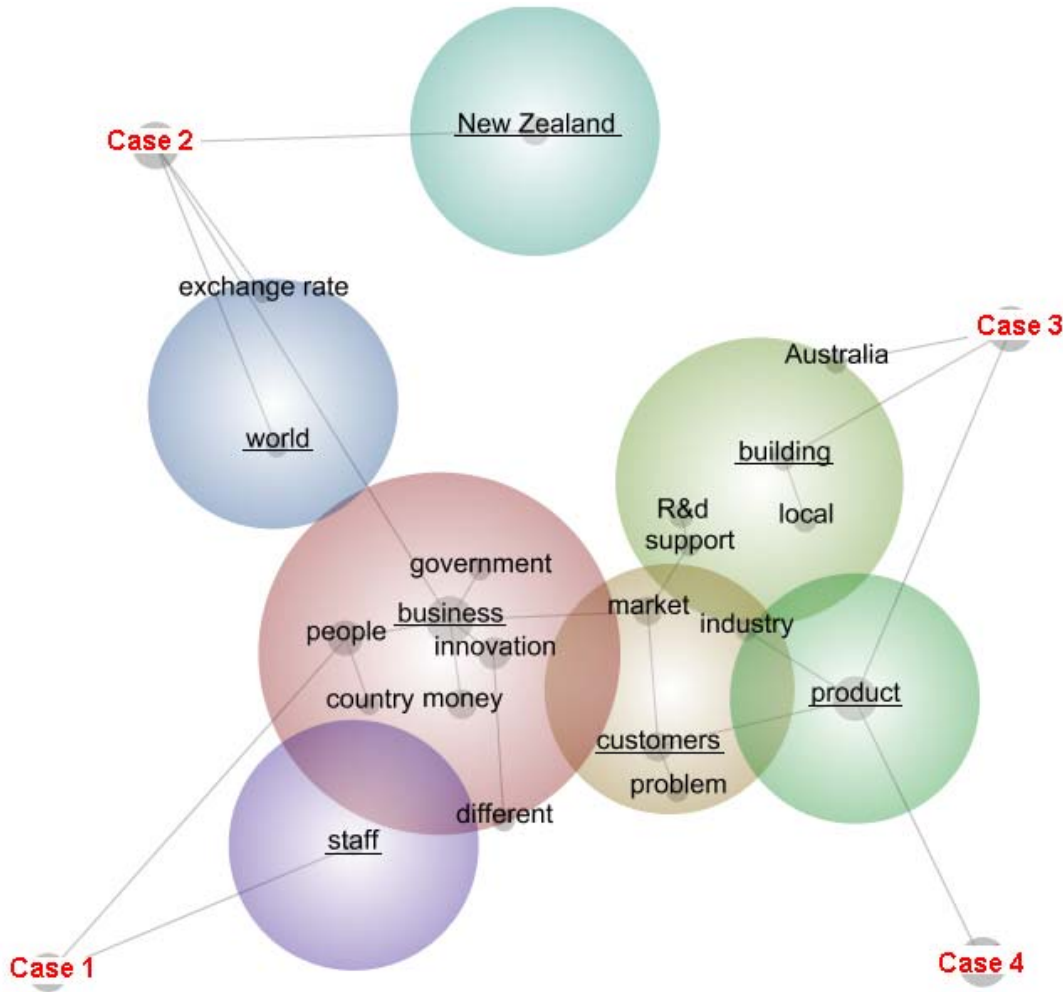 New Zealand
Case 2
exchange rate
Case 3
Australia
world
building
R&d
local
support
government
business
market
people
innovation
industry
country
money
product
customers
problem
different
staff
Case 1
Case 4